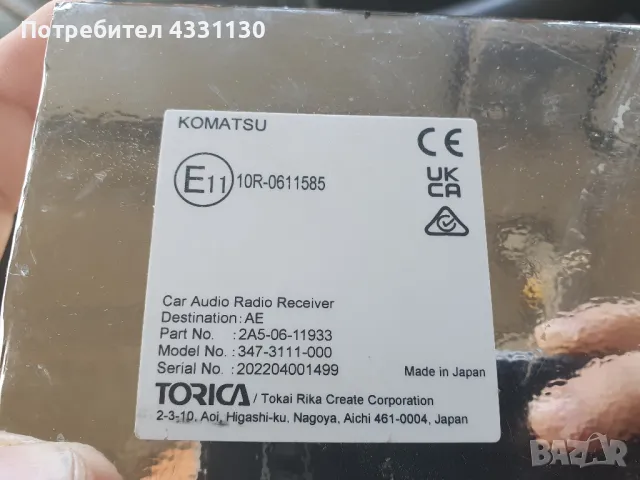 Потребител 4331130
KOMATSU
CE
E11 10R-0611585
UK
CA
Car Audio Radio Receiver
Destination : AE
Part No. : 2A5-06-11933
Model No. : 347-3111-000
Serial No. : 202204001499 Made in Japan
TORICA / Tokai Rika Create Corporation
2-3-10, Aoi, Higashi-ku, Nagoya, Aichi 461-0004, Japan
BAZAR